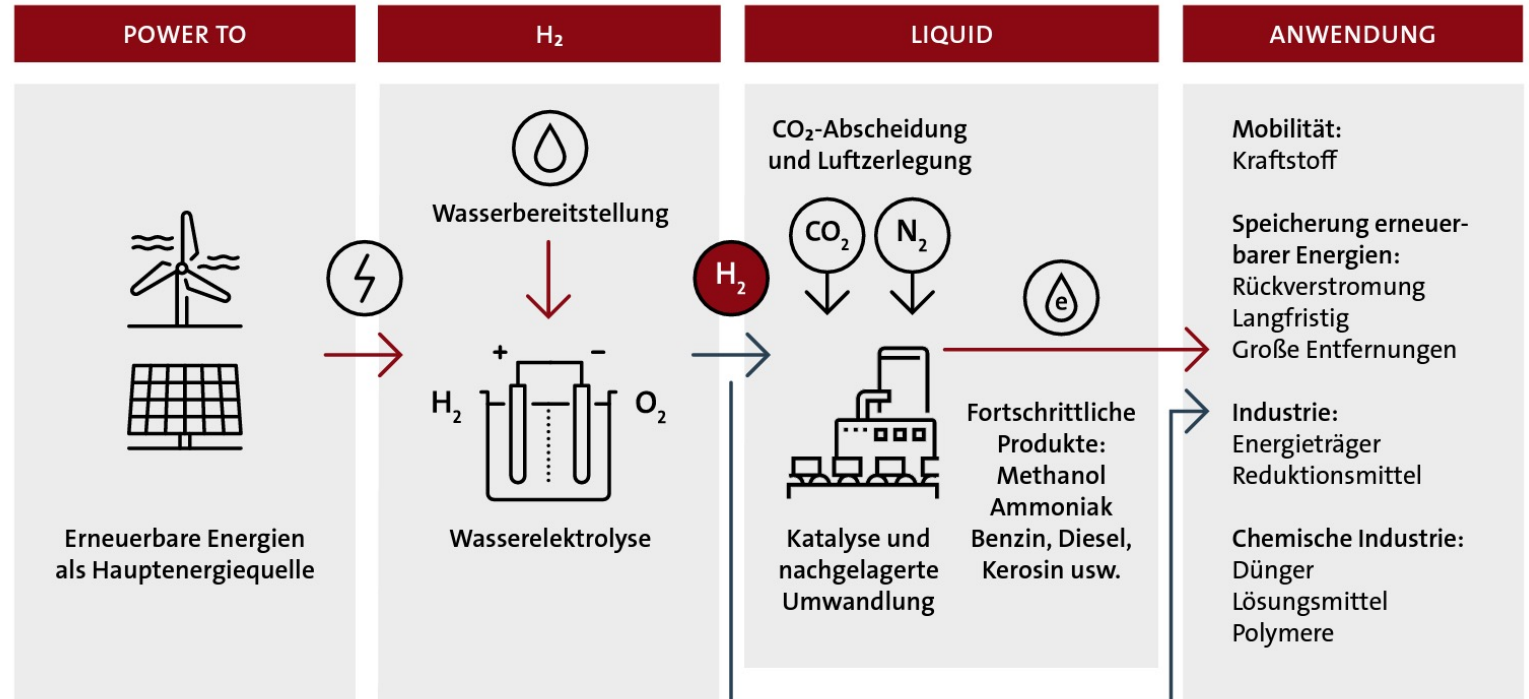 POWER TO
H₂
LIQUID
ANWENDUNG
Erneuerbare Energien
als Hauptenergiequelle
Wasserbereitstellung
+ −
H₂ O₂
Wasserelektrolyse
H₂
CO₂-Abscheidung
und Luftzerlegung
CO₂ N₂
Katalyse und
nachgelagerte
Umwandlung
e
Fortschrittliche
Produkte:
Methanol
Ammoniak
Benzin, Diesel,
Kerosin usw.
Mobilität:
Kraftstoff
Speicherung erneuer-
barer Energien:
Rückverstromung
Langfristig
Große Entfernungen
Industrie:
Energieträger
Reduktionsmittel
Chemische Industrie:
Dünger
Lösungsmittel
Polymere